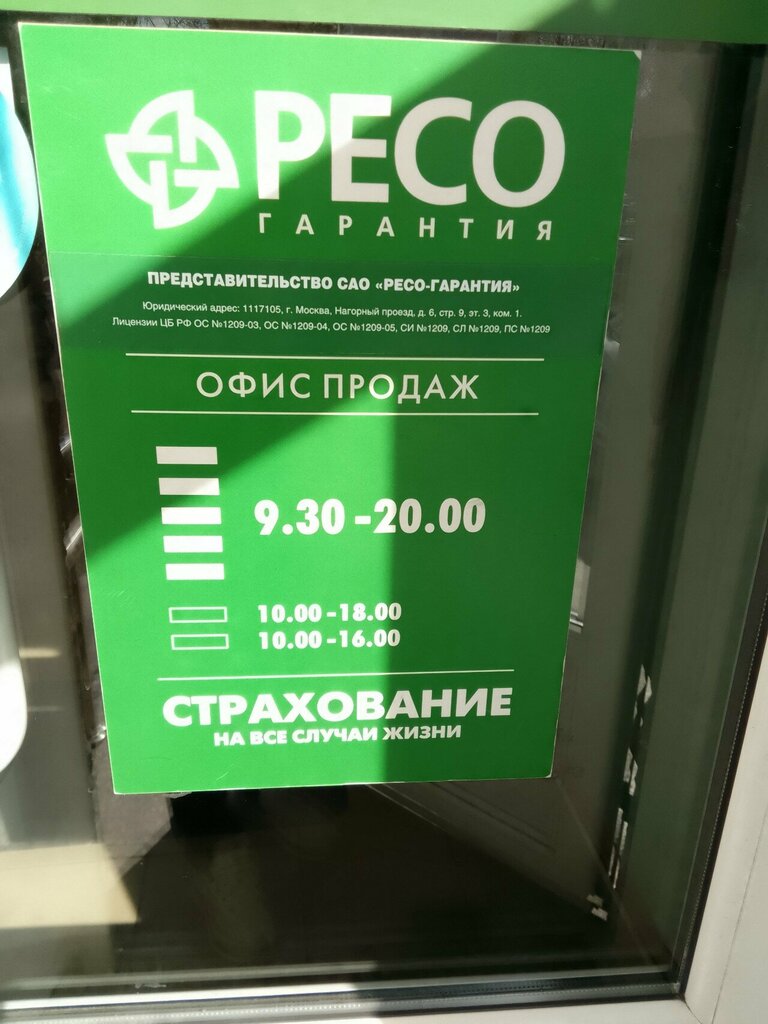 РЕСО
ГАРАНТИЯ
ПРЕДСТАВИТЕЛЬСТВО САО «РЕСО-ГАРАНТИЯ»
Юридический адрес: 1117105, г. Москва, Нагорный проезд, д. 6, стр. 9, эт. 3, ком. 1.
Лицензии ЦБ РФ ОС №1209-03, ОС №1209-04, ОС №1209-05, СИ №1209, СЛ №1209, ПС №1209
ОФИС ПРОДАЖ
9.30-20.00
10.00-18.00
10.00-16.00
СТРАХОВАНИЕ
НА ВСЕ СЛУЧАИ ЖИЗНИ